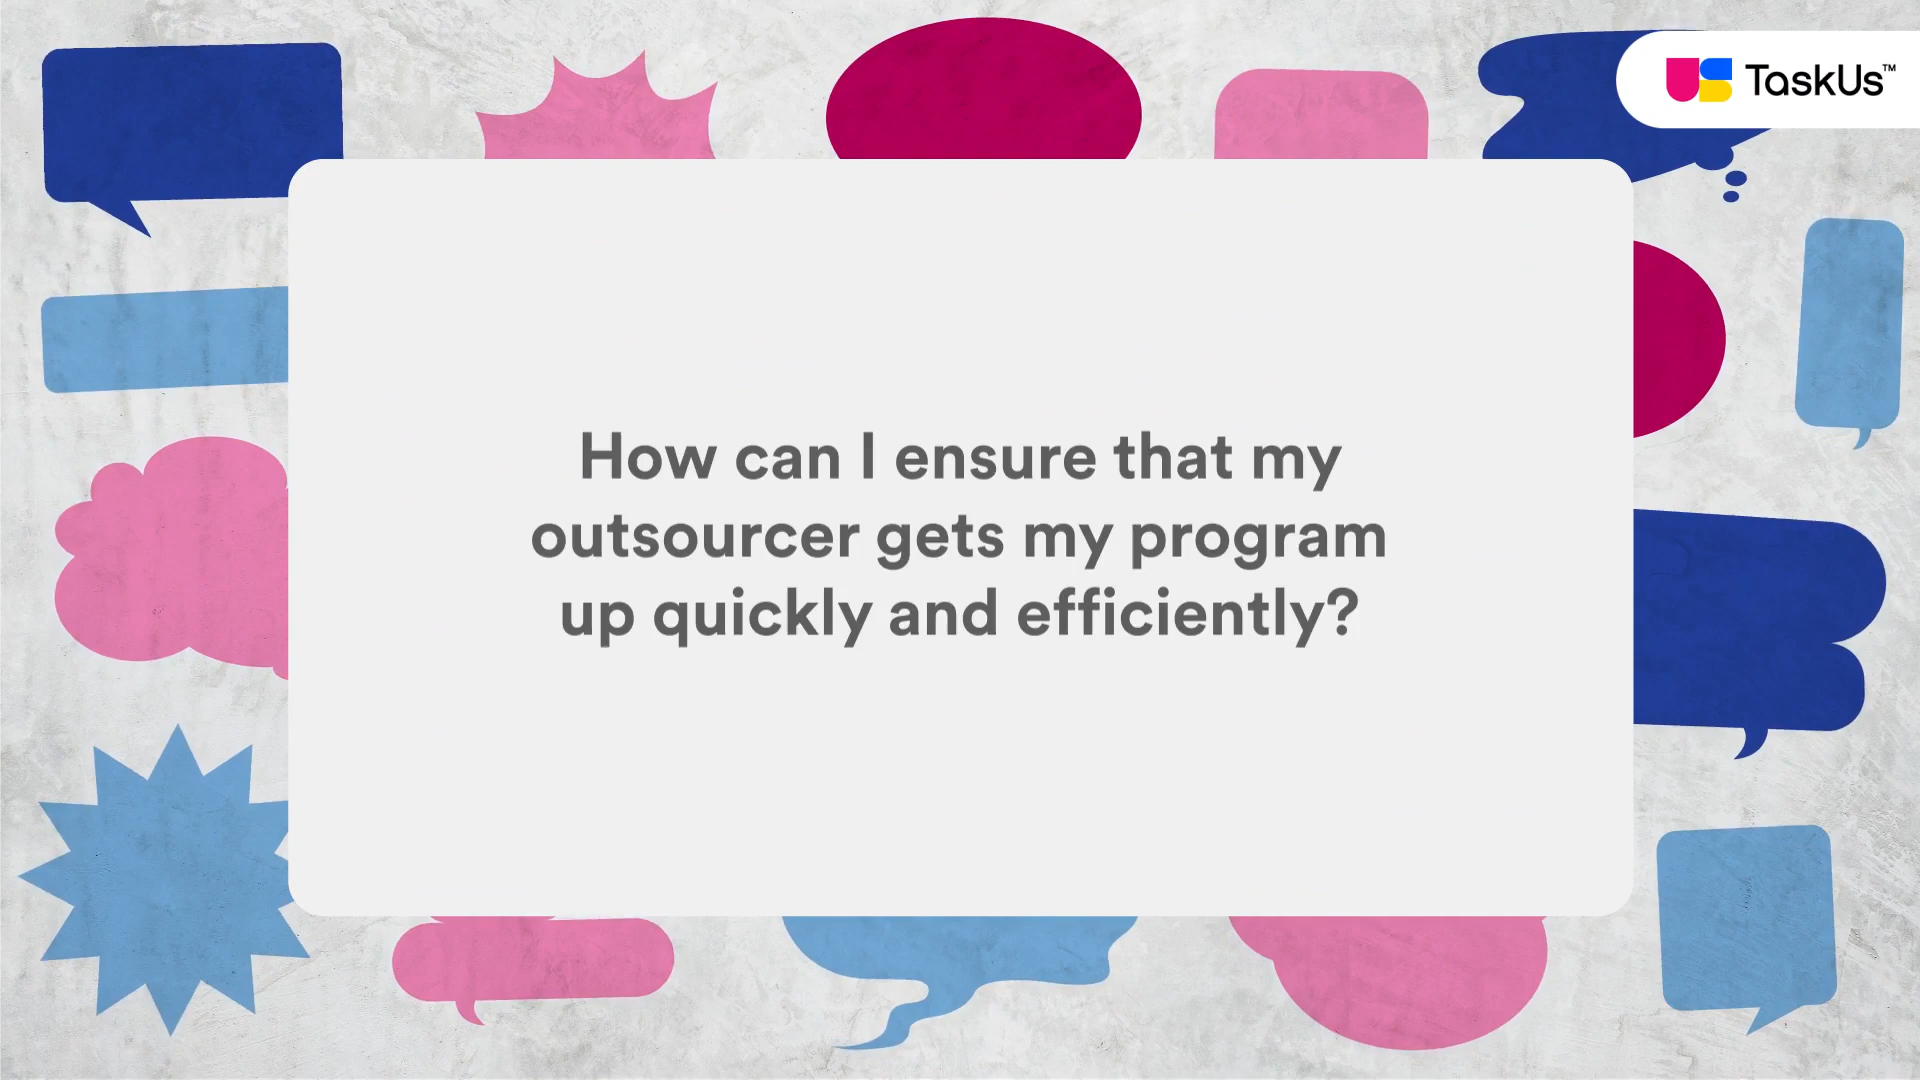 TaskUs™
How can I ensure that my
outsourcer gets my program
up quickly and efficiently?